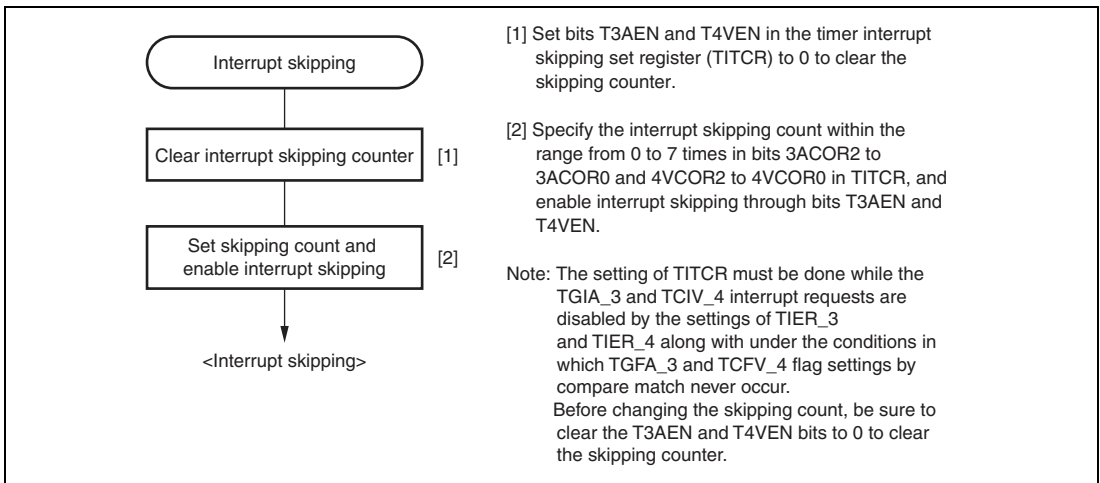 Interrupt skipping
Clear interrupt skipping counter
[1]
Set skipping count and
enable interrupt skipping
[2]
<Interrupt skipping>
[1] Set bits T3AEN and T4VEN in the timer interrupt
skipping set register (TITCR) to 0 to clear the
skipping counter.
[2] Specify the interrupt skipping count within the
range from 0 to 7 times in bits 3ACOR2 to
3ACOR0 and 4VCOR2 to 4VCOR0 in TITCR, and
enable interrupt skipping through bits T3AEN and
T4VEN.
Note: The setting of TITCR must be done while the
TGIA_3 and TCIV_4 interrupt requests are
disabled by the settings of TIER_3
and TIER_4 along with under the conditions in
which TGFA_3 and TCFV_4 flag settings by
compare match never occur.
Before changing the skipping count, be sure to
clear the T3AEN and T4VEN bits to 0 to clear
the skipping counter.